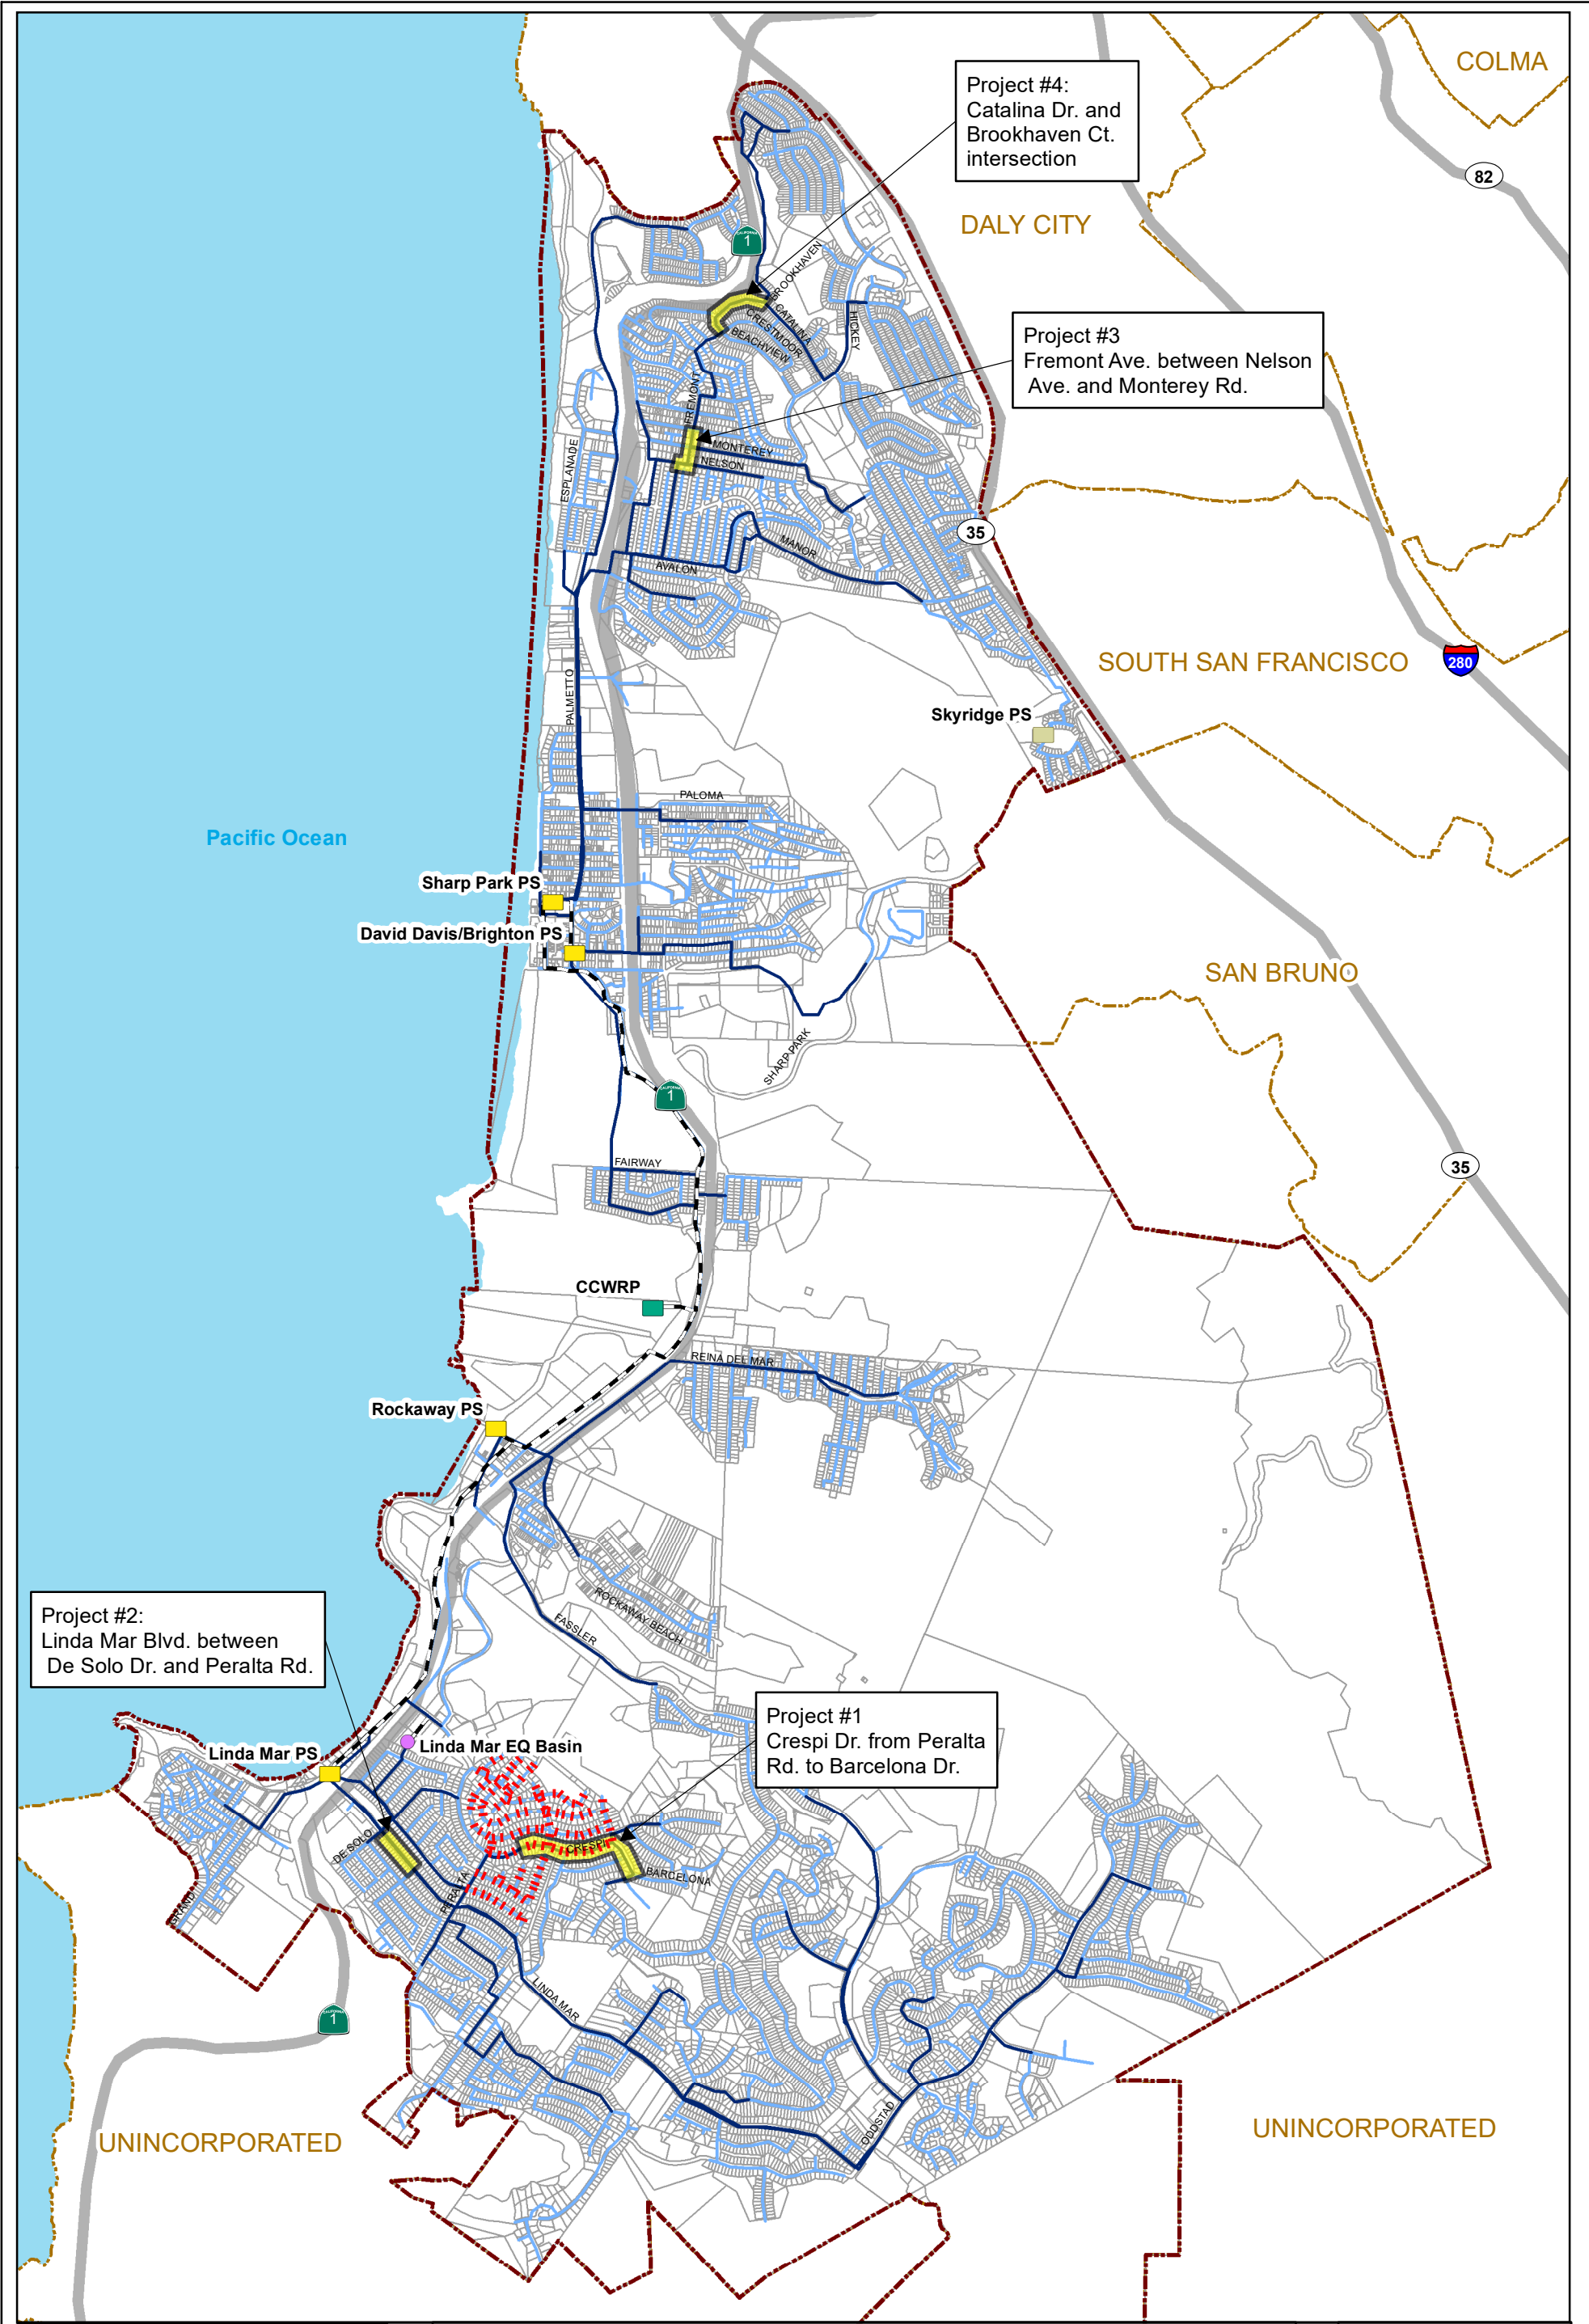 COLMA
Project #4:
Catalina Dr. and
Brookhaven Ct.
intersection
82
DALY CITY
CALIFORNIA
1
BROOKHAVEN
CATALINA
CRESTMOOR
BEACHVIEW
HICKEY
Project #3
Fremont Ave. between Nelson
Ave. and Monterey Rd.
FREMONT
MONTEREY
NELSON
ESPLANADE
35
MANOR
AVALON
SOUTH SAN FRANCISCO
280
PALMETTO
Skyridge PS
PALOMA
Pacific Ocean
Sharp Park PS
David Davis/Brighton PS
SAN BRUNO
SHARP PARK
CALIFORNIA
1
FAIRWAY
35
CCWRP
REINA DEL MAR
Rockaway PS
ROCKAWAY BEACH
FASSLER
Project #2:
Linda Mar Blvd. between
De Solo Dr. and Peralta Rd.
Project #1
Crespi Dr. from Peralta
Rd. to Barcelona Dr.
Linda Mar PS
Linda Mar EQ Basin
DE SOLO
CRESPI
BARCELONA
PERALTA
GRAND
LINDA MAR
CALIFORNIA
1
ODDSTAD
UNINCORPORATED
UNINCORPORATED